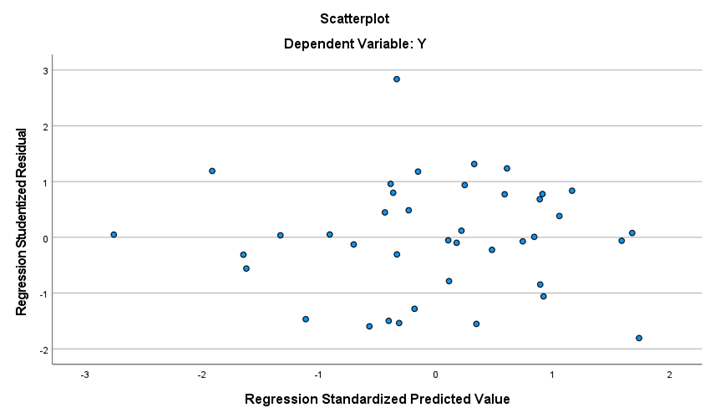 Scatterplot
Dependent Variable: Y
Regression Studentized Residual
3
2
1
0
-1
-2
-3 -2 -1 0 1 2
Regression Standardized Predicted Value